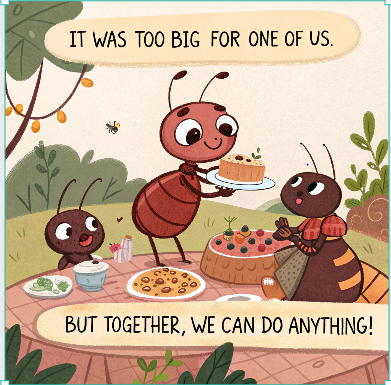 IT WAS TOO BIG FOR ONE OF US.
BUT TOGETHER, WE CAN DO ANYTHING!